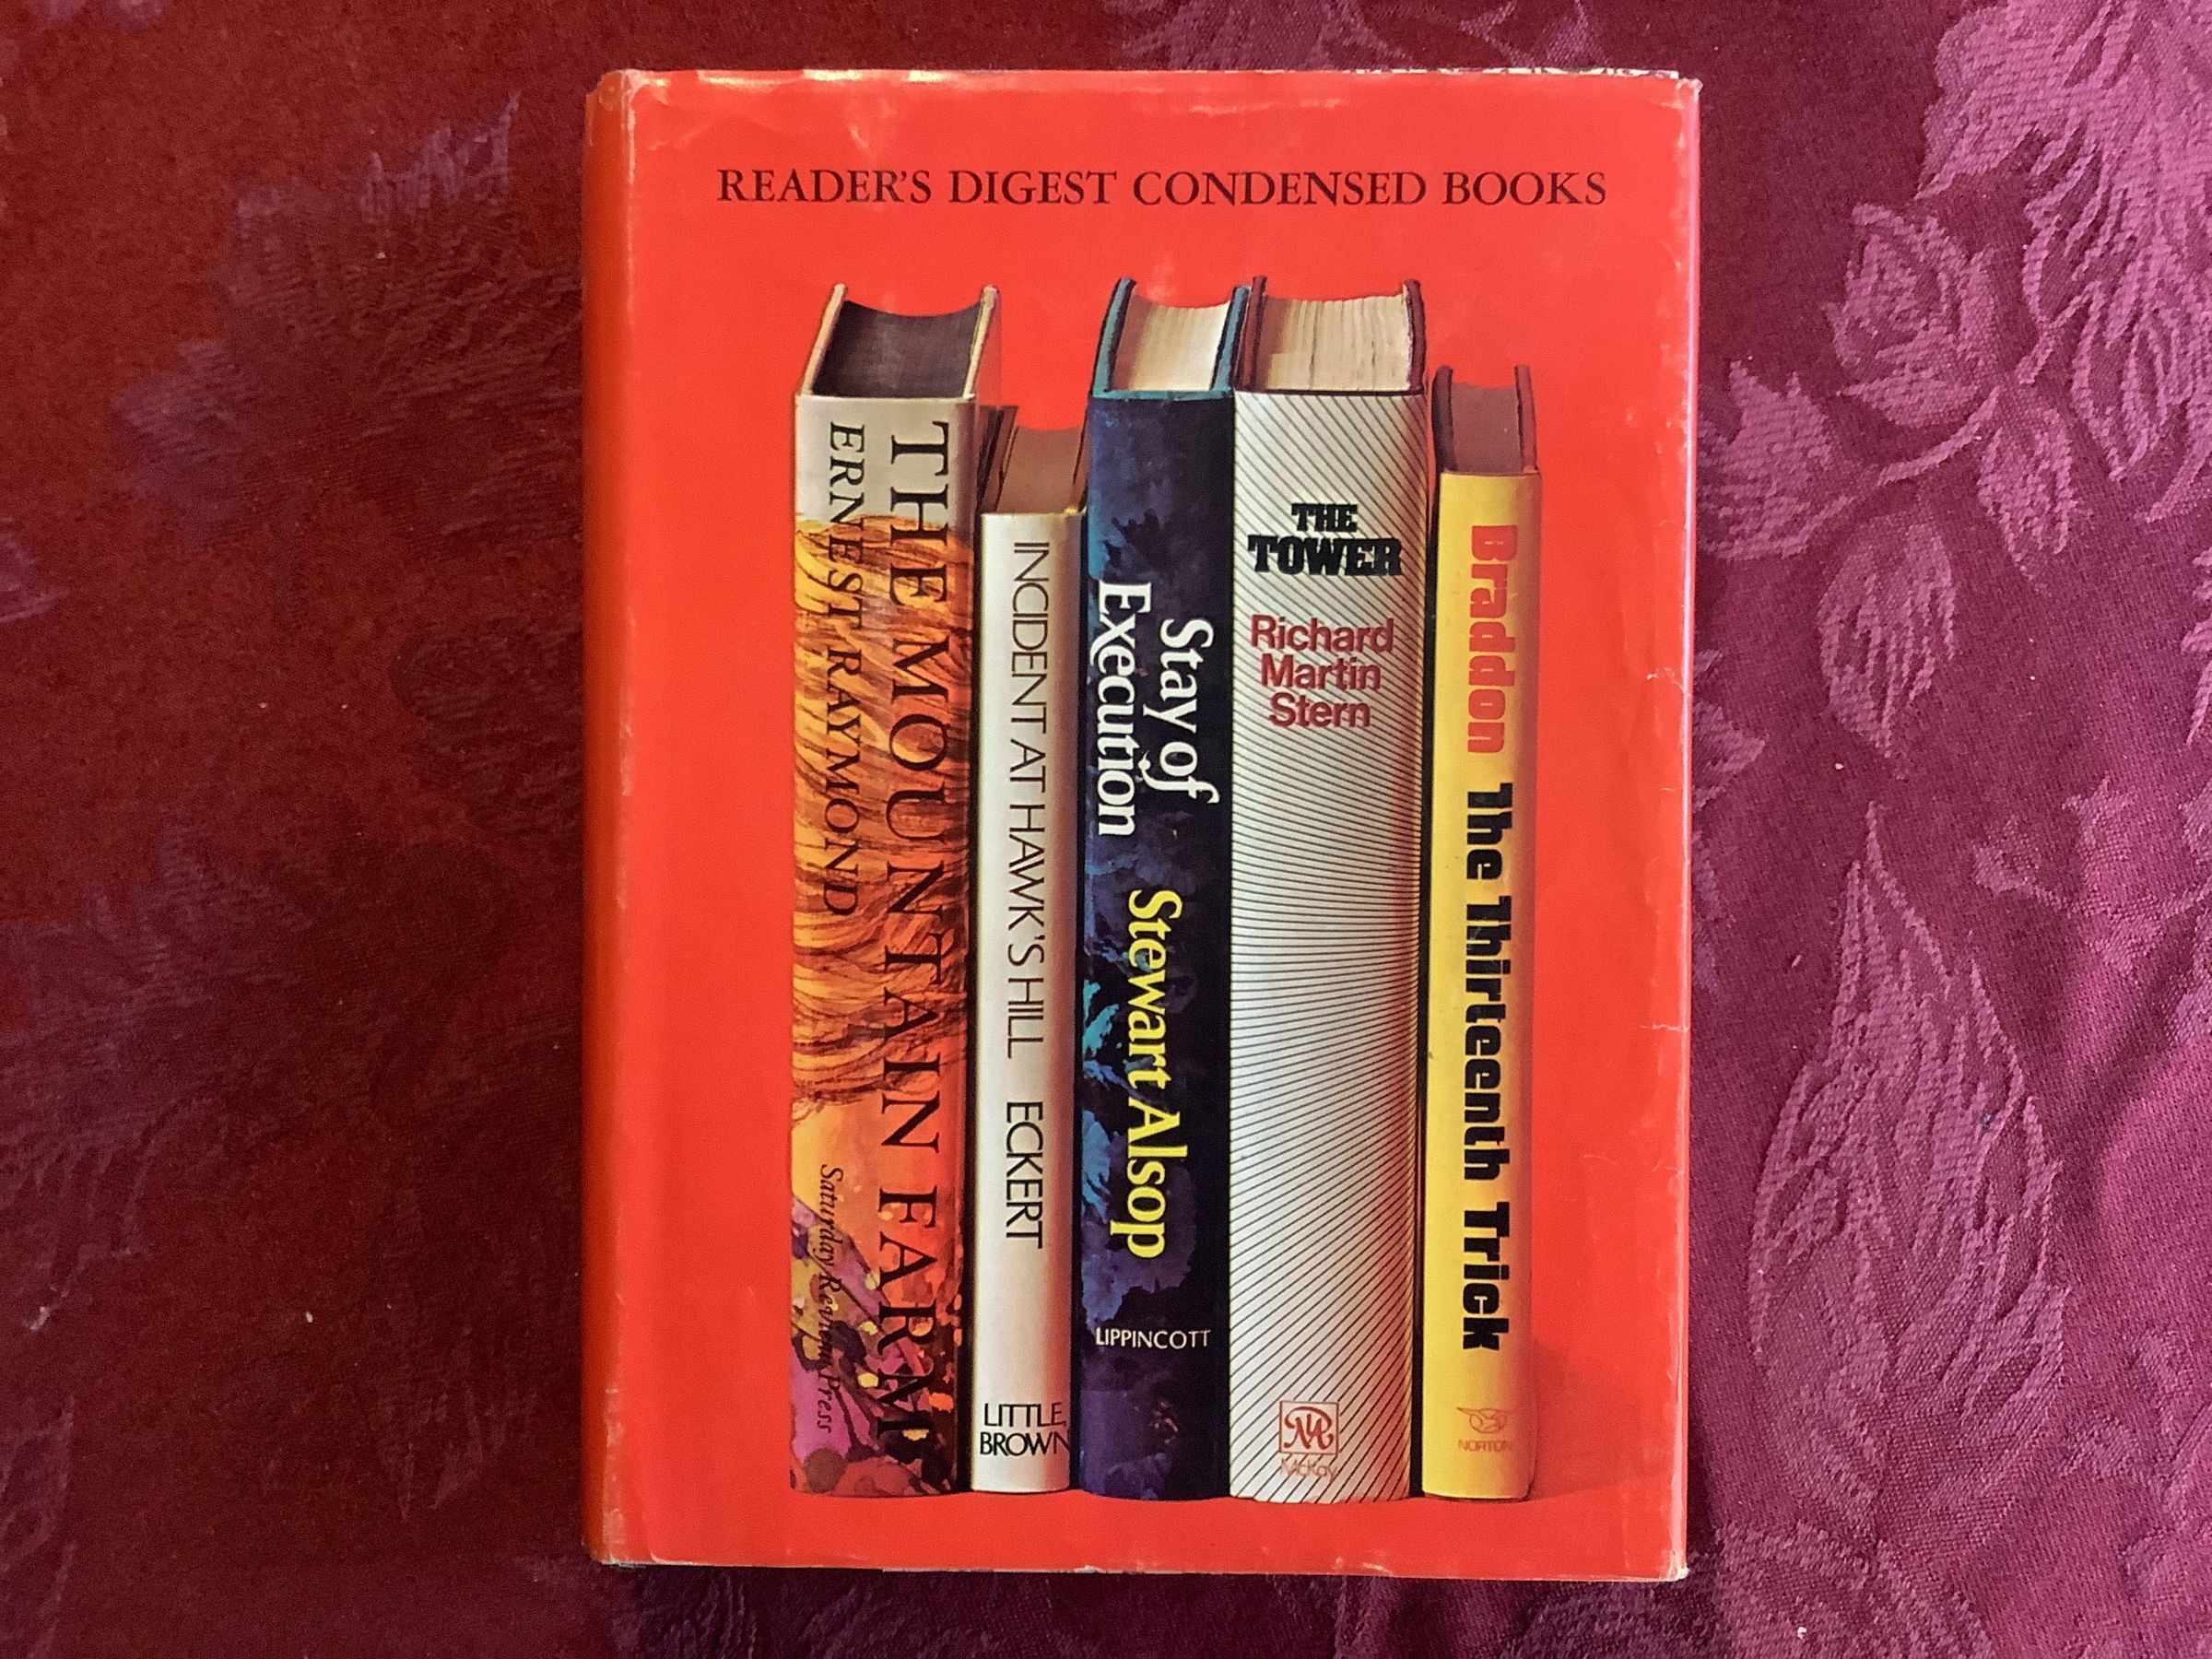 READER'S DIGEST CONDENSED BOOKS
THE MOUNTAIN FARM
ERNEST RAYMOND
Saturday Review Press
INCIDENT AT HAWK'S HILL ECKERT
LITTLE,
BROWN
Stay of
Execution
Stewart Alsop
LIPPINCOTT
THE
TOWER
Richard
Martin
Stern
McKay
Braddon The Thirteenth Trick
NORTON